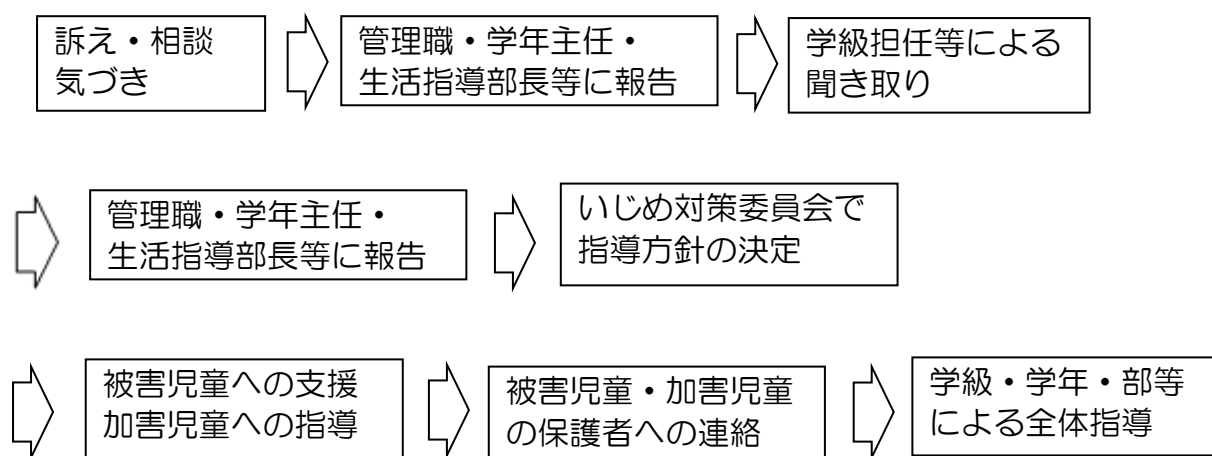 訴え・相談
気づき
管理職・学年主任・
生活指導部長等に報告
学級担任等による
聞き取り
管理職・学年主任・
生活指導部長等に報告
いじめ対策委員会で
指導方針の決定
被害児童への支援
加害児童への指導
被害児童・加害児童
の保護者への連絡
学級・学年・部等
による全体指導